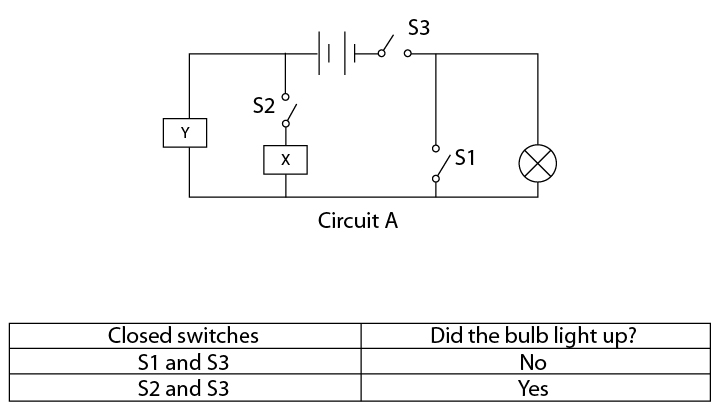 S3
S2
Y
X
S1
Circuit A
Closed switches Did the bulb light up?
S1 and S3 No
S2 and S3 Yes